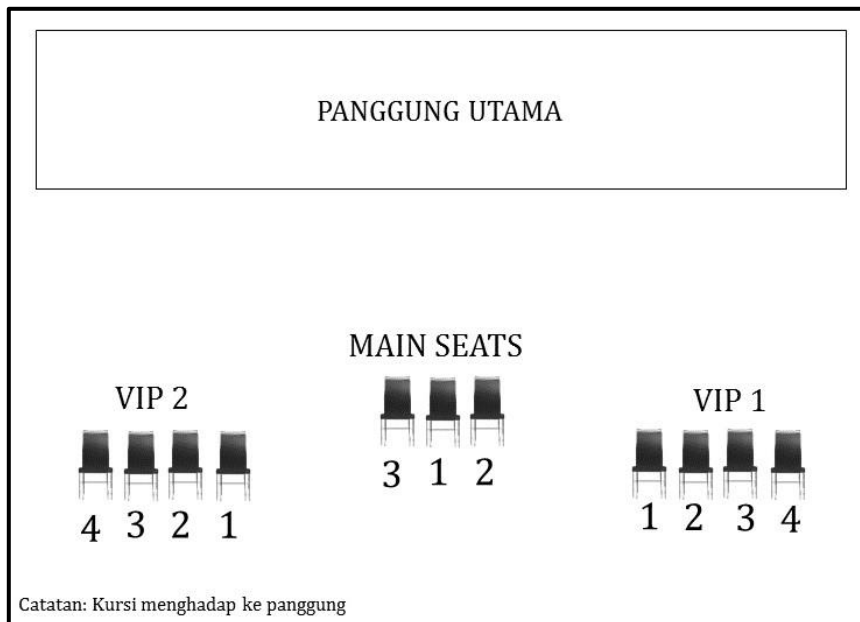 PANGGUNG UTAMA
MAIN SEATS
3 1 2
VIP 2
4 3 2 1
VIP 1
1 2 3 4
Catatan: Kursi menghadap ke panggung